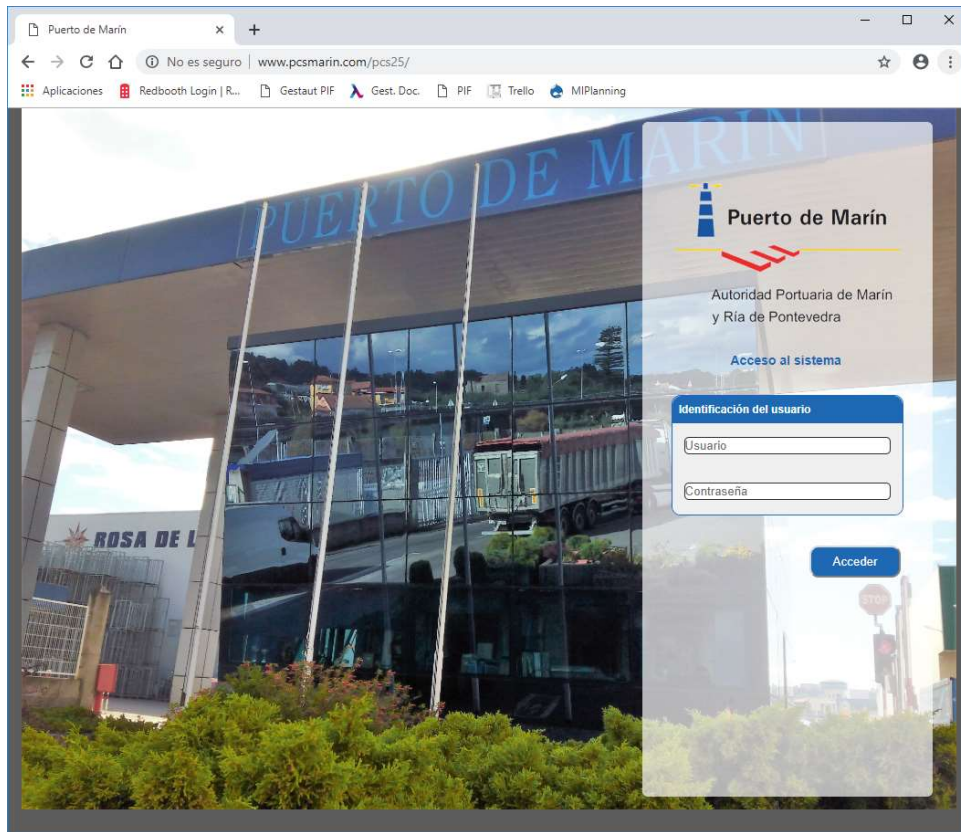 Puerto de Marín
No es seguro
www.pcsmarin.com/pcs25/
Aplicaciones
Redbooth Login | R...
Gestaut PIF
Gest. Doc.
PIF
Trello
MIPlanning
PUERTO DE MARIN
Puerto de Marín
Autoridad Portuaria de Marín
y Ría de Pontevedra
Acceso al sistema
Identificación del usuario
Usuario
Contraseña
Acceder
ROSA DE L
STOP